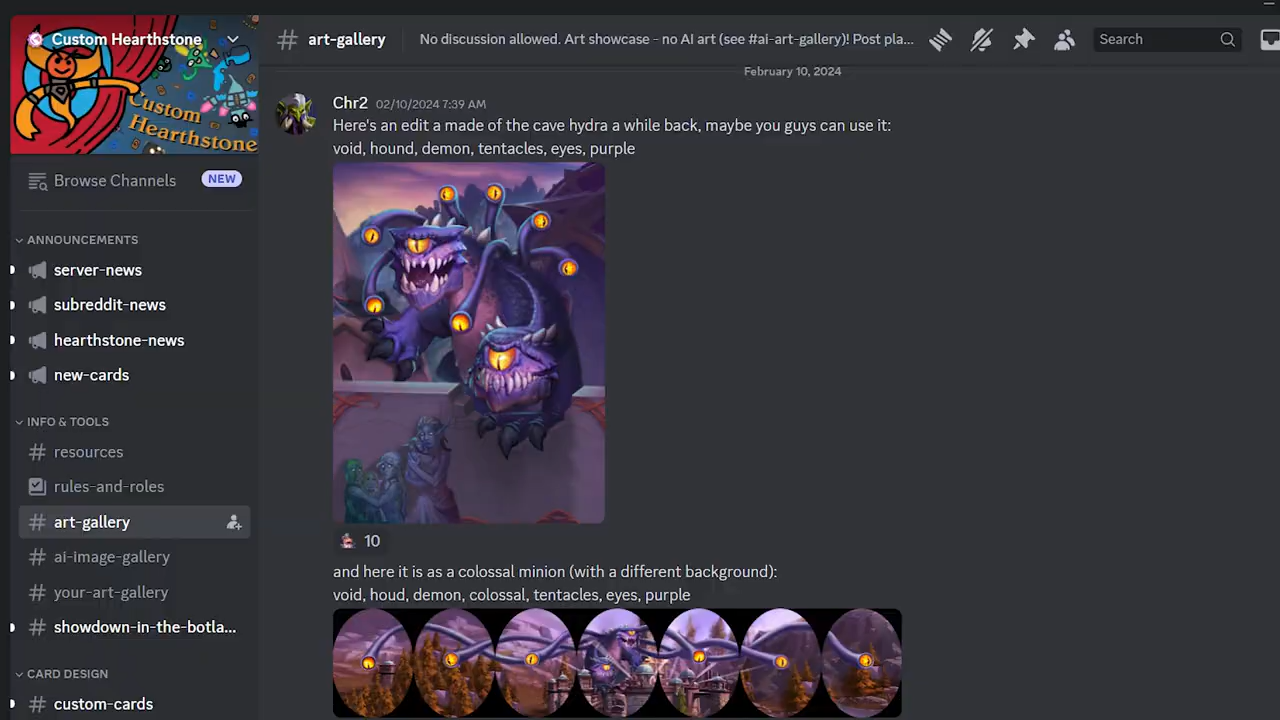 Custom Hearthstone
Custom
Hearthstone
Browse Channels
NEW
ANNOUNCEMENTS
server-news
subreddit-news
hearthstone-news
new-cards
INFO & TOOLS
# resources
rules-and-roles
# art-gallery
# ai-image-gallery
# your-art-gallery
# showdown-in-the-botla...
CARD DESIGN
# custom-cards
# art-gallery
No discussion allowed. Art showcase - no AI art (see #ai-art-gallery)! Post pla...
Search
February 10, 2024
Chr2 02/10/2024 7:39 AM
Here's an edit a made of the cave hydra a while back, maybe you guys can use it:
void, hound, demon, tentacles, eyes, purple
10
and here it is as a colossal minion (with a different background):
void, houd, demon, colossal, tentacles, eyes, purple